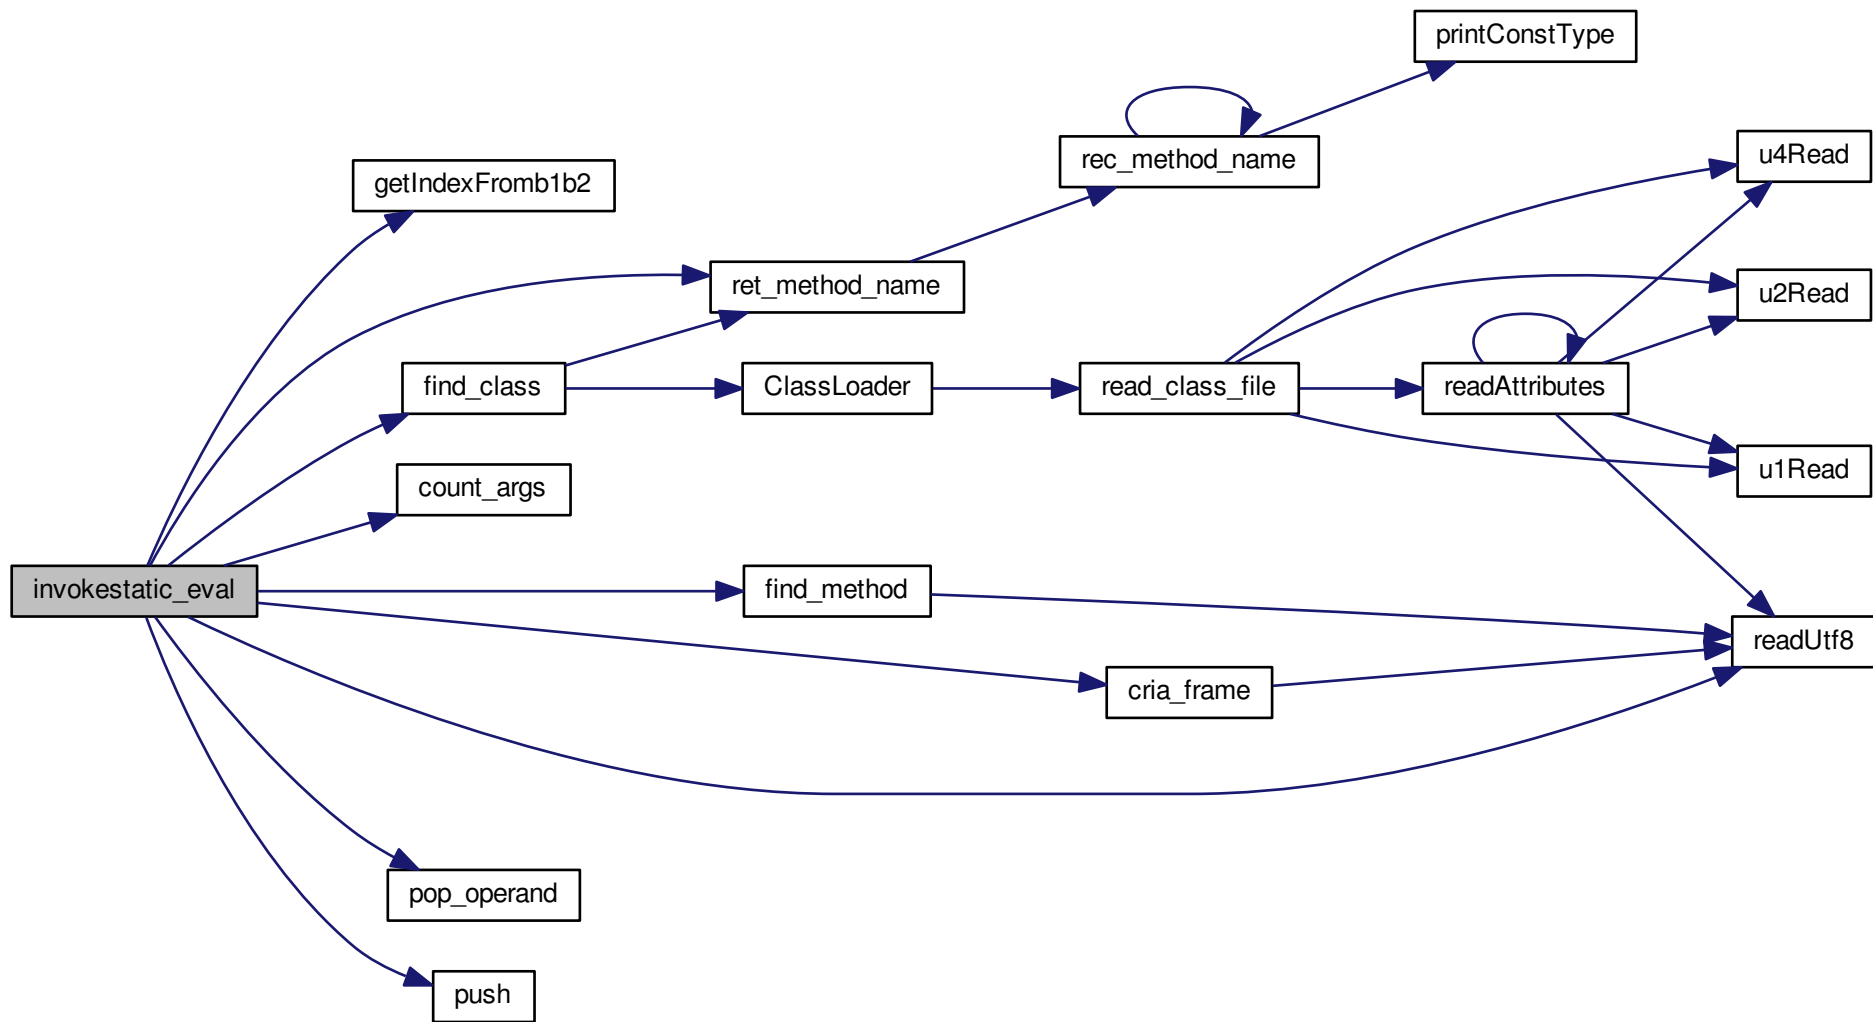 printConstType
rec_method_name
u4Read
getIndexFromb1b2
ret_method_name
u2Read
find_class
ClassLoader
read_class_file
readAttributes
u1Read
count_args
invokestatic_eval
find_method
readUtf8
cria_frame
pop_operand
push